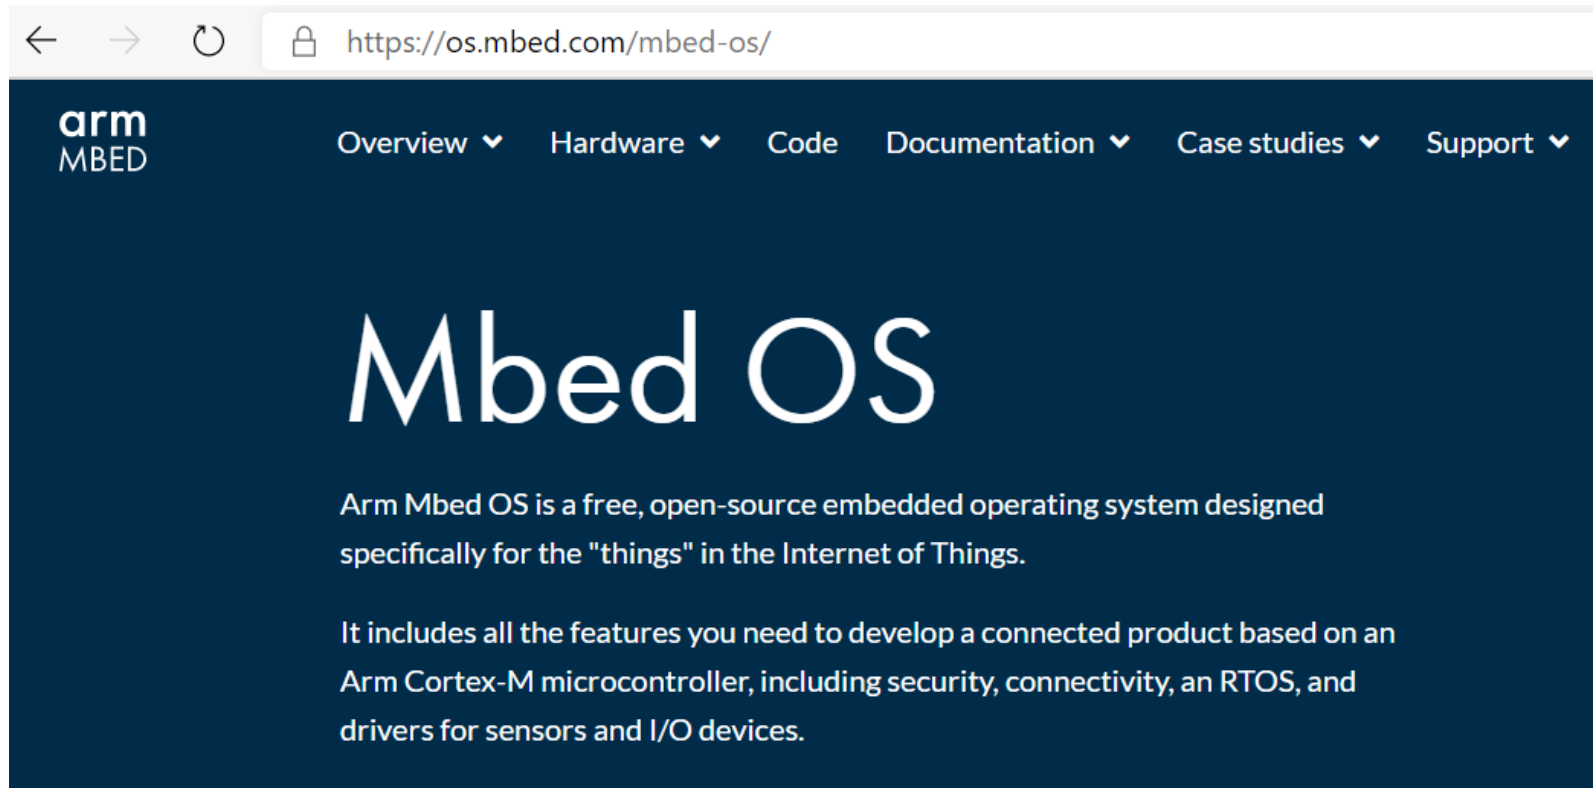 https://os.mbed.com/mbed-os/
arm
MBED
Overview
Hardware
Code
Documentation
Case studies
Support
Mbed OS
Arm Mbed OS is a free, open-source embedded operating system designed
specifically for the "things" in the Internet of Things.
It includes all the features you need to develop a connected product based on an
Arm Cortex-M microcontroller, including security, connectivity, an RTOS, and
drivers for sensors and I/O devices.